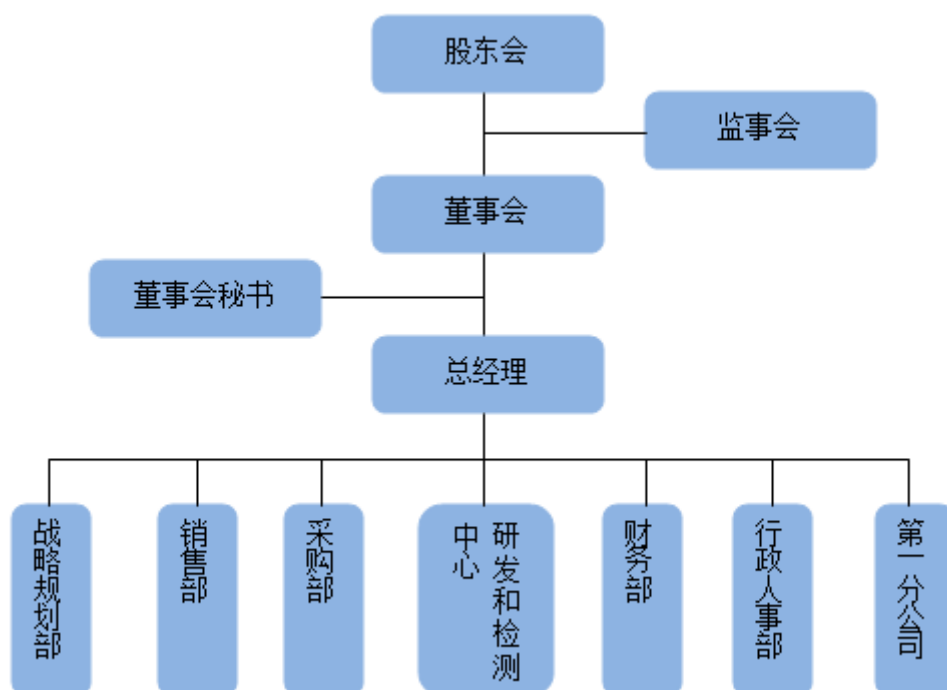 股东会
监事会
董事会
董事会秘书
总经理
战略规划部
销售部
采购部
研发和检测
中心
财务部
行政人事部
第一分公司